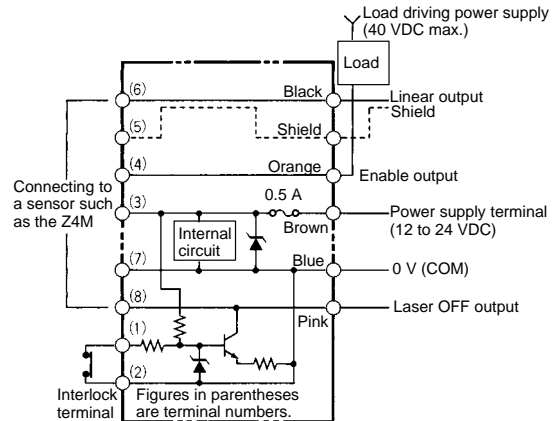 Load driving power supply
(40 VDC max.)
Load
(6)
Black
Linear output
(5)
Shield
Shield
(4)
Orange
Enable output
Connecting to
a sensor such
as the Z4M
(3)
0.5 A
Brown
Power supply terminal
(12 to 24 VDC)
Internal
circuit
(7)
Blue
0 V (COM)
(8)
Pink
Laser OFF output
(1)
(2)
Interlock
terminal
Figures in parentheses
are terminal numbers.